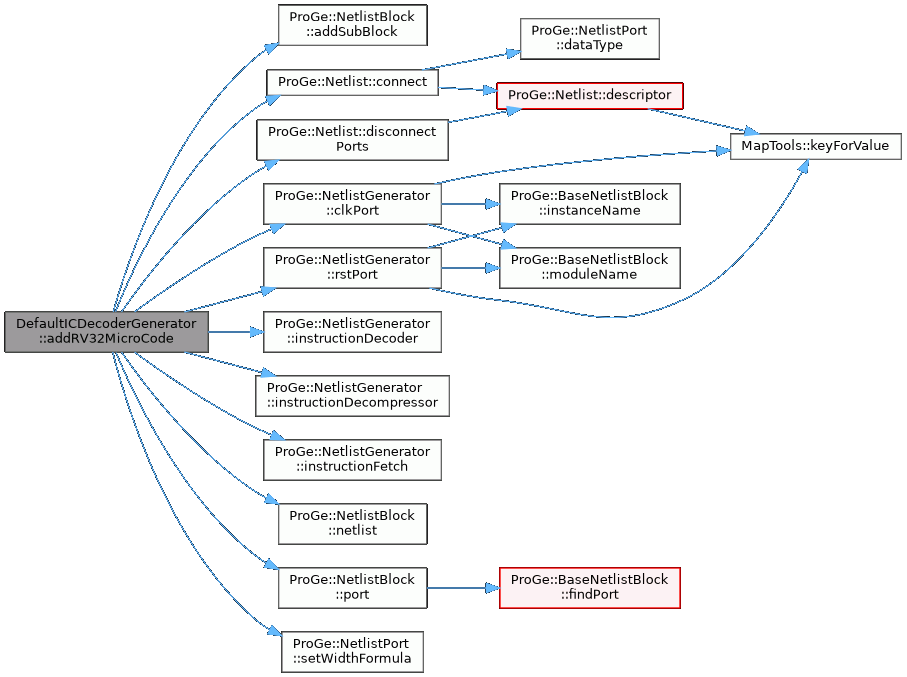 ProGe::NetlistBlock
::addSubBlock
ProGe::NetlistPort
::dataType
ProGe::Netlist::connect
ProGe::Netlist::descriptor
ProGe::Netlist::disconnect
Ports
MapTools::keyForValue
ProGe::NetlistGenerator
::clkPort
ProGe::BaseNetlistBlock
::instanceName
ProGe::NetlistGenerator
::rstPort
ProGe::BaseNetlistBlock
::moduleName
DefaultICDecoderGenerator
::addRV32MicroCode
ProGe::NetlistGenerator
::instructionDecoder
ProGe::NetlistGenerator
::instructionDecompressor
ProGe::NetlistGenerator
::instructionFetch
ProGe::NetlistBlock
::netlist
ProGe::NetlistBlock
::port
ProGe::BaseNetlistBlock
::findPort
ProGe::NetlistPort
::setWidthFormula